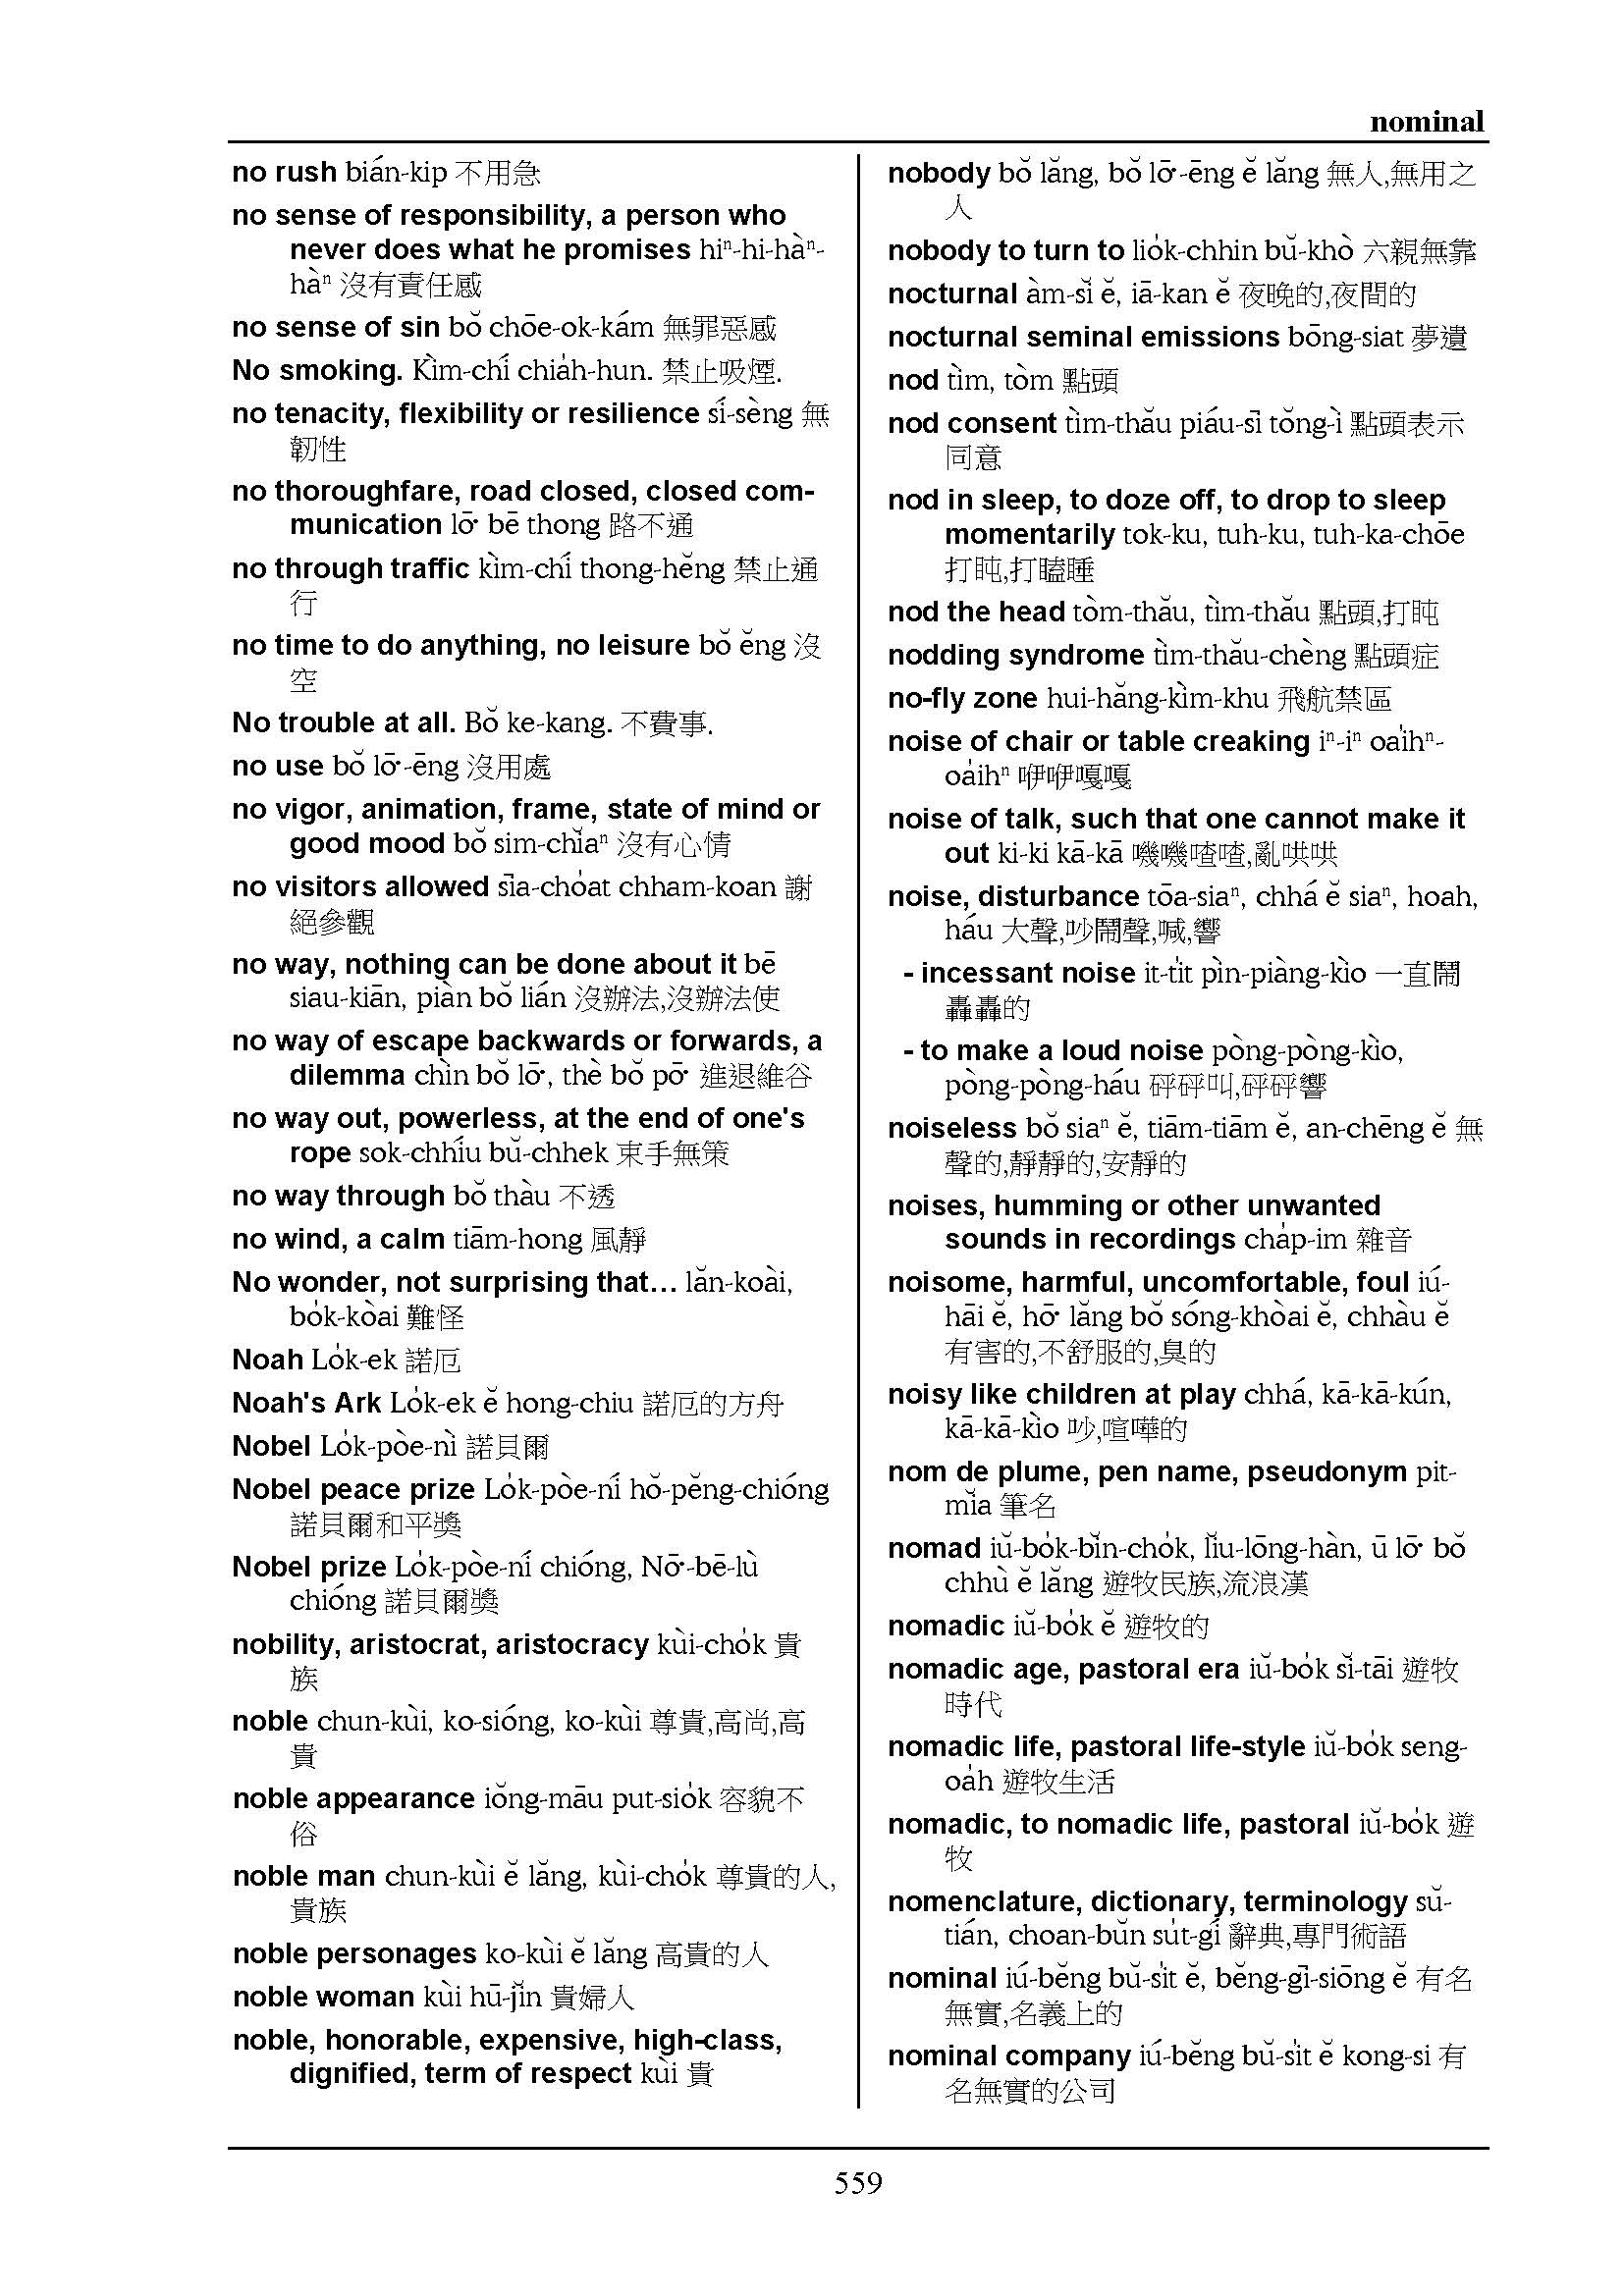 nominal
no rush bián-kip 不用急
no sense of responsibility, a person who
never does what he promises hiⁿ-hi-hàⁿ-
hàⁿ 沒有責任感
no sense of sin bŏ chōe-ok-kám 無罪惡感
No smoking. Kìm-chí chia̍h-hun. 禁止吸煙.
no tenacity, flexibility or resilience sí-sèng 無
韌性
no thoroughfare, road closed, closed com-
munication lō͘ bē thong 路不通
no through traffic kìm-chí thong-hĕng 禁止通
行
no time to do anything, no leisure bŏ ĕng 沒
空
No trouble at all. Bŏ ke-kang. 不費事.
no use bŏ lō͘-ēng 沒用處
no vigor, animation, frame, state of mind or
good mood bŏ sim-chĭaⁿ 沒有心情
no visitors allowed sīa-cho̍at chham-koan 謝
絕參觀
no way, nothing can be done about it bē
siau-kiān, piàn bŏ lián 沒辦法,沒辦法使
no way of escape backwards or forwards, a
dilemma chìn bŏ lō͘, thè bŏ pō͘ 進退維谷
no way out, powerless, at the end of one's
rope sok-chhíu bŭ-chhek 束手無策
no way through bŏ thàu 不透
no wind, a calm tiām-hong 風靜
No wonder, not surprising that... lăn-koài,
bo̍k-kòai 難怪
Noah Lo̍k-ek 諾厄
Noah's Ark Lo̍k-ek ĕ hong-chiu 諾厄的方舟
Nobel Lo̍k-pòe-nì 諾貝爾
Nobel peace prize Lo̍k-pòe-ní hŏ-pĕng-chióng
諾貝爾和平獎
Nobel prize Lo̍k-pòe-ní chióng, Nō͘-bē-lù
chióng 諾貝爾獎
nobility, aristocrat, aristocracy kùi-cho̍k 貴
族
noble chun-kùi, ko-sióng, ko-kùi 尊貴,高尚,高
貴
noble appearance iŏng-māu put-sio̍k 容貌不
俗
noble man chun-kùi ĕ lăng, kùi-cho̍k 尊貴的人,
貴族
noble personages ko-kùi ĕ lăng 高貴的人
noble woman kùi hū-jĭn 貴婦人
noble, honorable, expensive, high-class,
dignified, term of respect kùi 貴
nobody bŏ lăng, bŏ lō͘-ēng ĕ lăng 無人,無用之
人
nobody to turn to lio̍k-chhin bŭ-khò 六親無靠
nocturnal àm-sĭ ĕ, iā-kan ĕ 夜晚的,夜間的
nocturnal seminal emissions bōng-siat 夢遺
nod tìm, tòm 點頭
nod consent tìm-thău piáu-sī tŏng-ì 點頭表示
同意
nod in sleep, to doze off, to drop to sleep
momentarily tok-ku, tuh-ku, tuh-ka-chōe
打盹,打瞌睡
nod the head tòm-thău, tìm-thău 點頭,打盹
nodding syndrome tìm-thău-chèng 點頭症
no-fly zone hui-hăng-kìm-khu 飛航禁區
noise of chair or table creaking iⁿ-iⁿ oa̍ihⁿ-
oa̍ihⁿ 咿咿嘎嘎
noise of talk, such that one cannot make it
out ki-ki kā-kā 嘰嘰喳喳,亂哄哄
noise, disturbance tōa-siaⁿ, chhá ĕ siaⁿ, hoah,
háu 大聲,吵鬧聲,喊,響
- incessant noise it-ti̍t pìn-piàng-kìo 一直鬧
轟轟的
- to make a loud noise pòng-pòng-kìo,
pòng-pòng-háu 砰砰叫,砰砰響
noiseless bŏ siaⁿ ĕ, tiām-tiām ĕ, an-chēng ĕ 無
聲的,靜靜的,安靜的
noises, humming or other unwanted
sounds in recordings cha̍p-im 雜音
noisome, harmful, uncomfortable, foul iú-
hāi ĕ, hō͘ lăng bŏ sóng-khòai ĕ, chhàu ĕ
有害的,不舒服的,臭的
noisy like children at play chhá, kā-kā-kún,
kā-kā-kìo 吵,喧嘩的
nom de plume, pen name, pseudonym pit-
mĭa 筆名
nomad iŭ-bo̍k-bĭn-cho̍k, lĭu-lōng-hàn, ū lō͘ bŏ
chhù ĕ lăng 遊牧民族,流浪漢
nomadic iŭ-bo̍k ĕ 遊牧的
nomadic age, pastoral era iŭ-bo̍k sĭ-tāi 遊牧
時代
nomadic life, pastoral life-style iŭ-bo̍k seng-
oa̍h 遊牧生活
nomadic, to nomadic life, pastoral iŭ-bo̍k 遊
牧
nomenclature, dictionary, terminology sŭ-
tián, choan-bŭn su̍t-gí 辭典,專門術語
nominal iú-bĕng bŭ-si̍t ĕ, bĕng-gī-siōng ĕ 有名
無實,名義上的
nominal company iú-bĕng bŭ-si̍t ĕ kong-si 有
名無實的公司
559